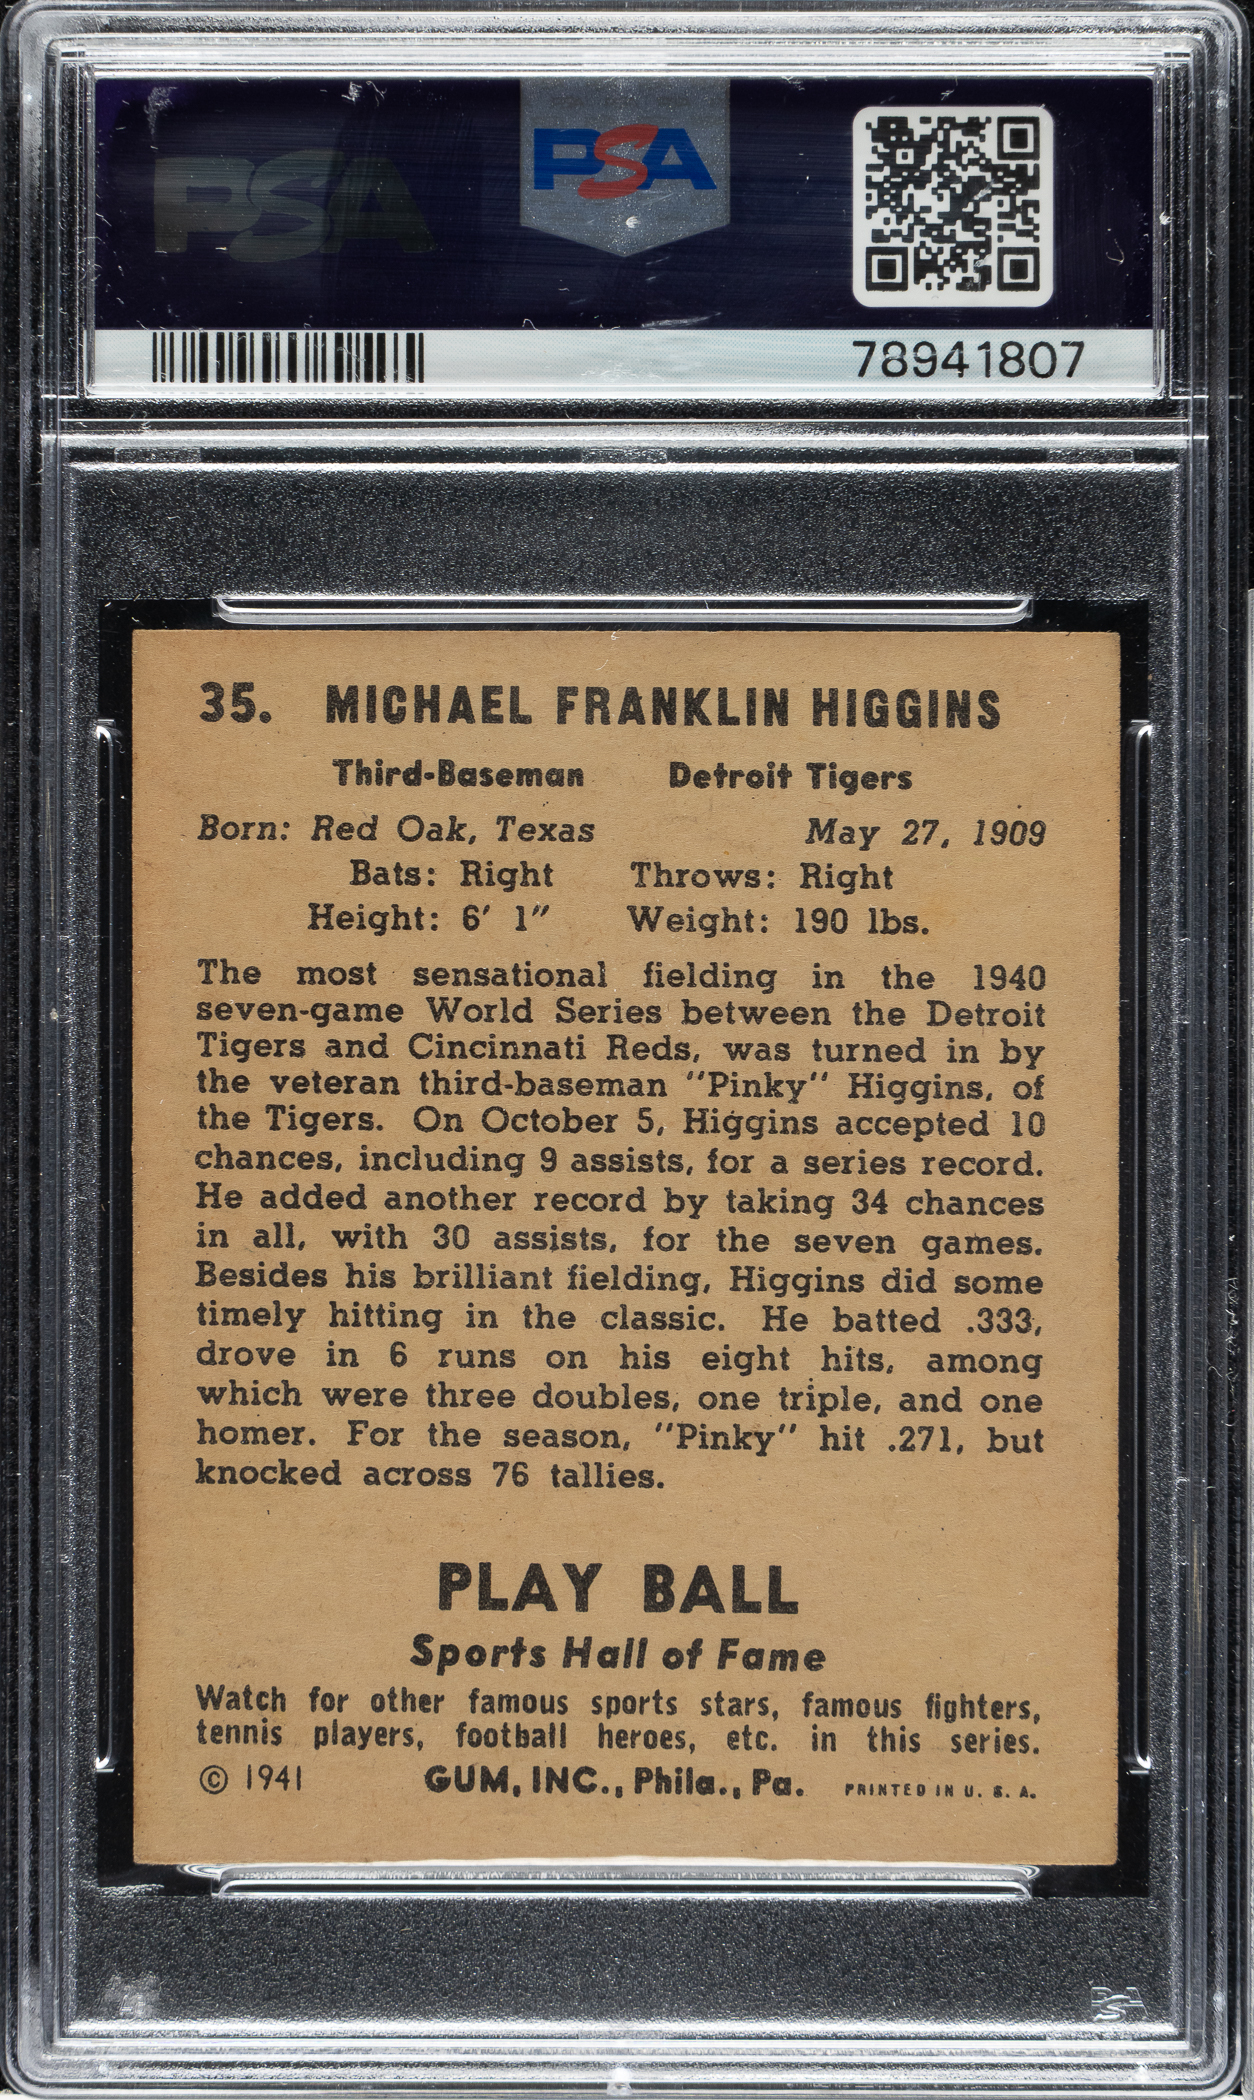 PSA
PSA
78941807
35. MICHAEL FRANKLIN HIGGINS
Third-Baseman Detroit Tigers
Born: Red Oak, Texas May 27, 1909
Bats: Right Throws: Right
Height: 6' 1" Weight: 190 lbs.
The most sensational fielding in the 1940
seven-game World Series between the Detroit
Tigers and Cincinnati Reds, was turned in by
the veteran third-baseman "Pinky" Higgins, of
the Tigers. On October 5, Higgins accepted 10
chances, including 9 assists, for a series record.
He added another record by taking 34 chances
in all, with 30 assists, for the seven games.
Besides his brilliant fielding, Higgins did some
timely hitting in the classic. He batted .333,
drove in 6 runs on his eight hits, among
which were three doubles, one triple, and one
homer. For the season, "Pinky" hit .271, but
knocked across 76 tallies.
PLAY BALL
Sports Hall of Fame
Watch for other famous sports stars, famous fighters,
tennis players, football heroes, etc. in this series.
© 1941 GUM, INC., Phila., Pa. PRINTED IN U. S. A.
PSA